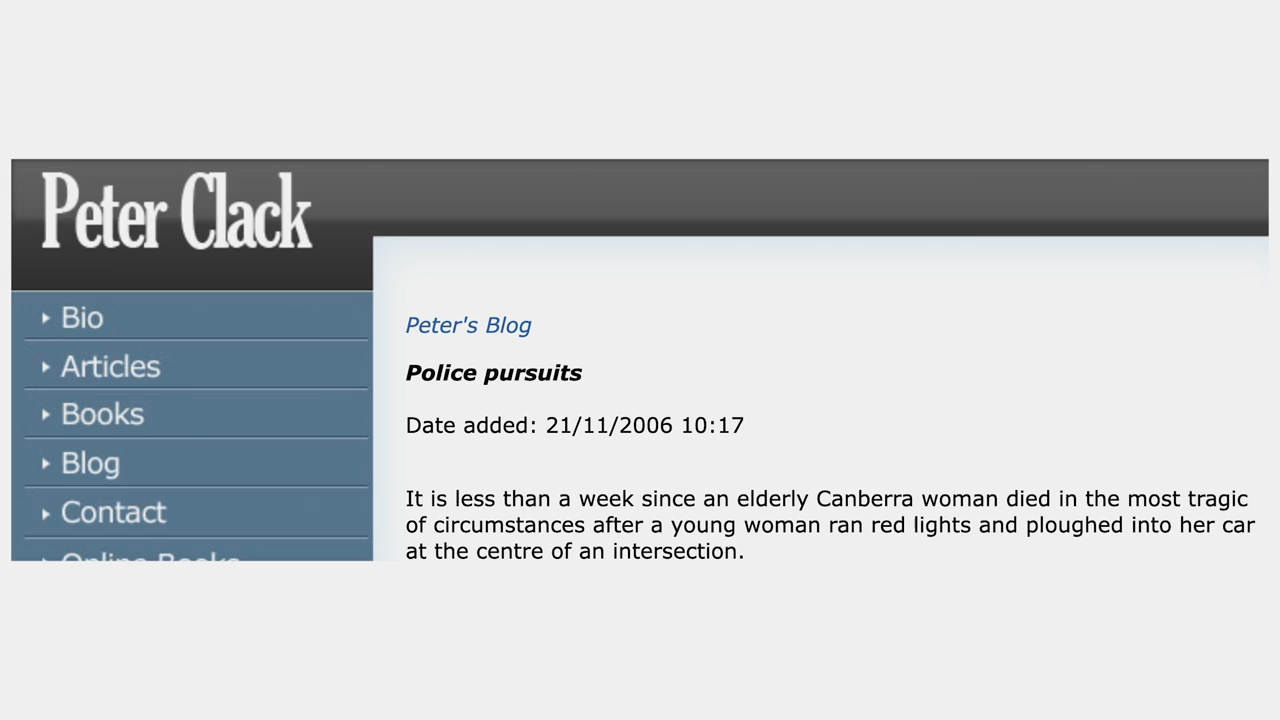 Peter Clack
Bio
Articles
Books
Blog
Contact
Online Books
Peter's Blog
Police pursuits
Date added: 21/11/2006 10:17
It is less than a week since an elderly Canberra woman died in the most tragic
of circumstances after a young woman ran red lights and ploughed into her car
at the centre of an intersection.